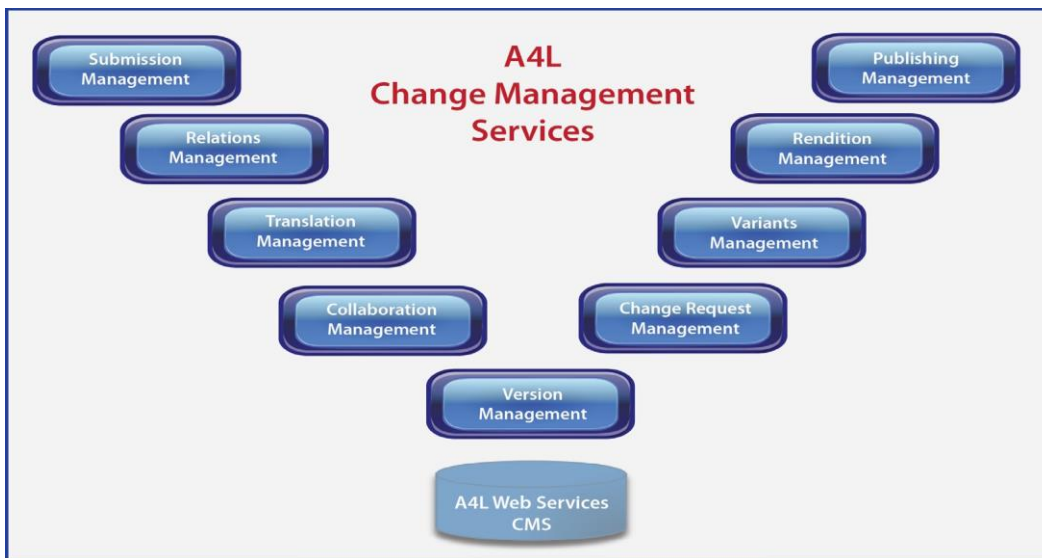 A4L
Change Management
Services
Submission
Management
Publishing
Management
Relations
Management
Rendition
Management
Translation
Management
Variants
Management
Collaboration
Management
Change Request
Management
Version
Management
A4L Web Services
CMS